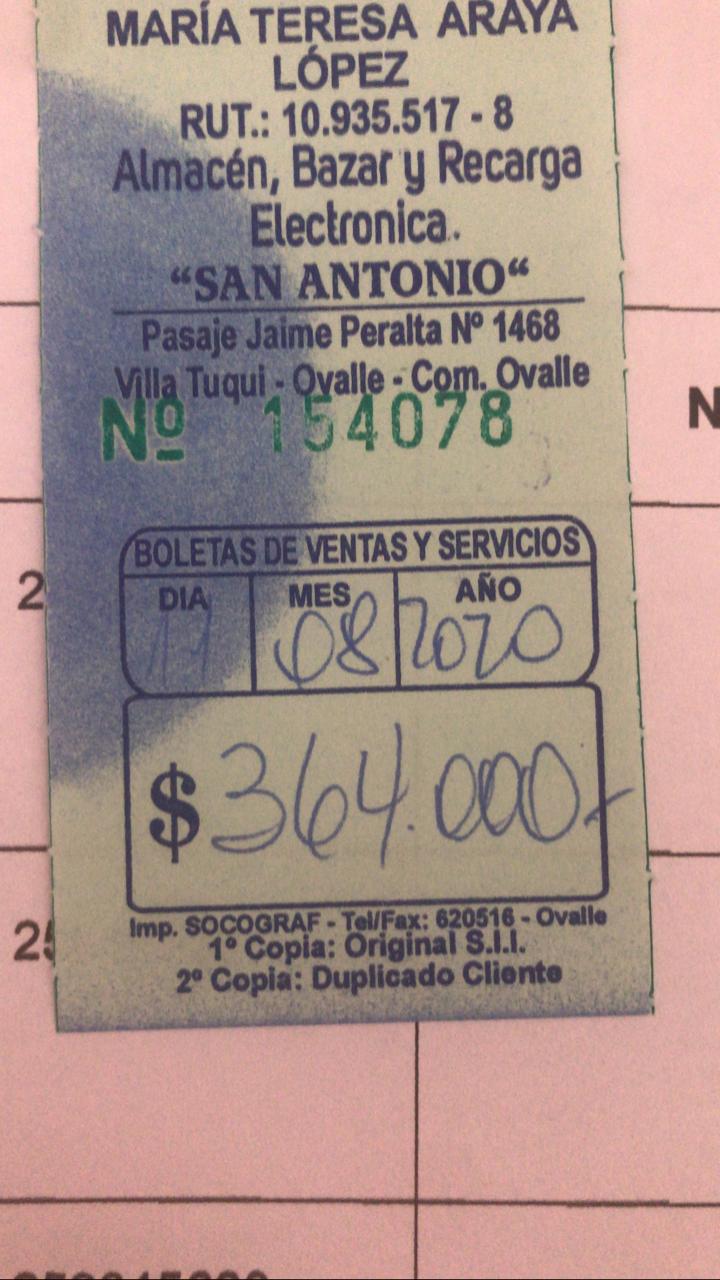 MARÍA TERESA ARAYA
LÓPEZ
RUT.: 10.935.517 - 8
Almacén, Bazar y Recarga
Electronica.
“SAN ANTONIO“
Pasaje Jaime Peralta Nº 1468
Villa Tuqui - Ovalle - Com. Ovalle
Nº 154078
N
2
BOLETAS DE VENTAS Y SERVICIOS
DIA MES AÑO
11 08 2020
$ 364.000-
Imp. SOCOGRAF - Tel/Fax: 620516 - Ovalle
1º Copia: Original S.I.I.
25
2º Copia: Duplicado Cliente